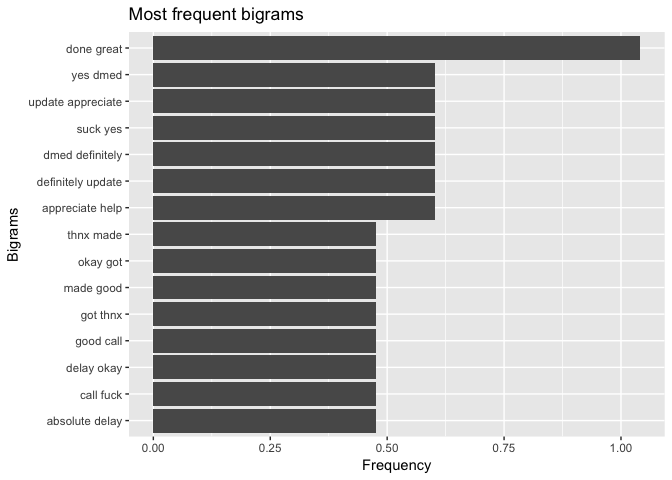 Most frequent bigrams
done great
yes dmed
update appreciate
suck yes
dmed definitely
definitely update
appreciate help
thnx made
okay got
made good
got thnx
good call
delay okay
call fuck
absolute delay
Bigrams
0.00 0.25 0.50 0.75 1.00
Frequency